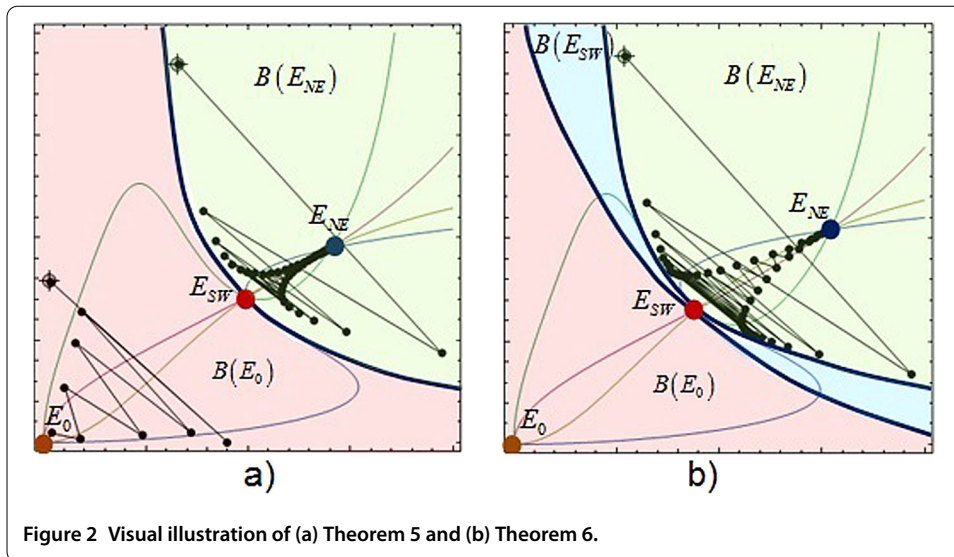 B(E_NE)
E_NE
E_SW
B(E_0)
E_0
a)
B(E_SW)
B(E_NE)
E_NE
E_SW
B(E_0)
E_0
b)
Figure 2 Visual illustration of (a) Theorem 5 and (b) Theorem 6.